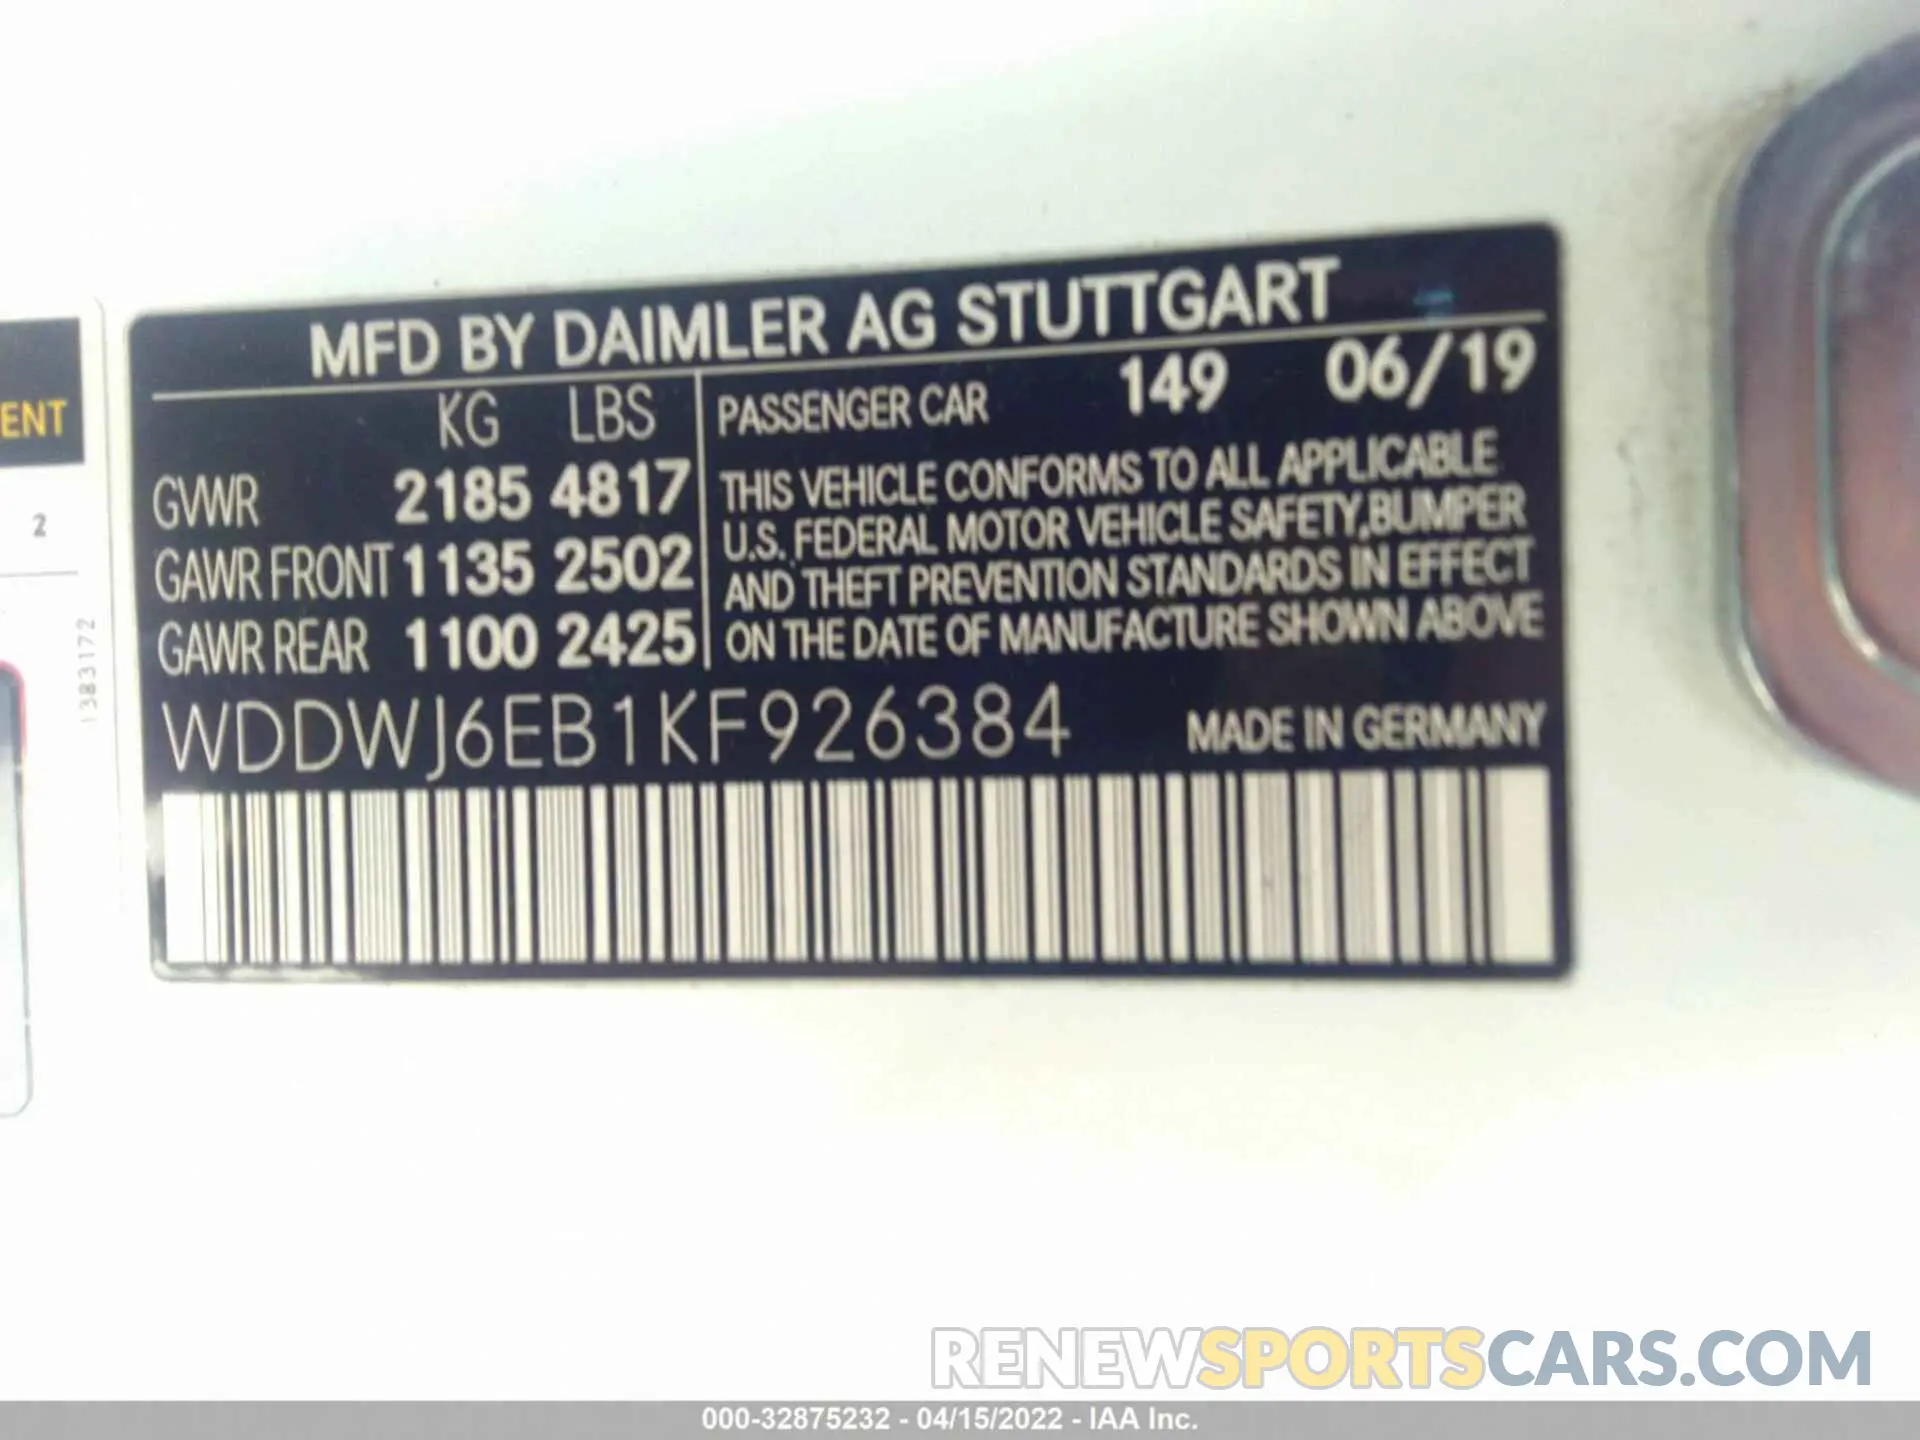 MFD BY DAIMLER AG STUTTGART
KG LBS
GVWR 2185 4817
GAWR FRONT 1135 2502
GAWR REAR 1100 2425
PASSENGER CAR 149 06/19
THIS VEHICLE CONFORMS TO ALL APPLICABLE
U.S. FEDERAL MOTOR VEHICLE SAFETY,BUMPER
AND THEFT PREVENTION STANDARDS IN EFFECT
ON THE DATE OF MANUFACTURE SHOWN ABOVE
WDDWJ6EB1KF926384 MADE IN GERMANY
ENT
2
1383172
RENEWSPORTSCARS.COM
000-32875232 - 04/15/2022 - IAA Inc.